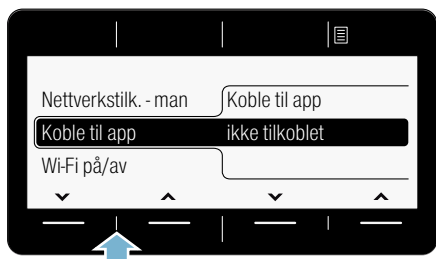 Nettverkstilk. - man Koble til app
Koble til app ikke tilkoblet
Wi-Fi på/av